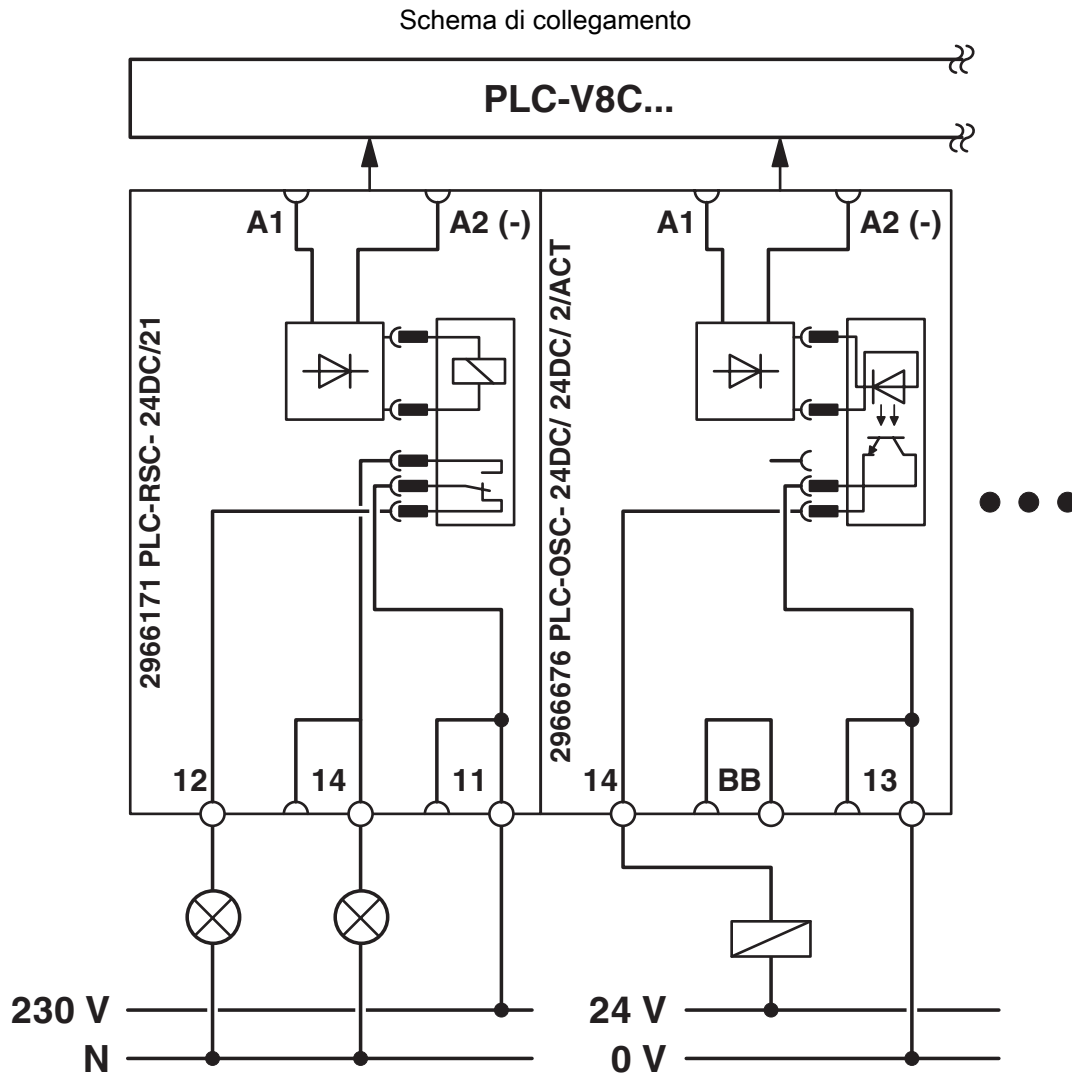 Schema di collegamento
PLC-V8C...
A1
A2 (-)
A1
A2 (-)
2966171 PLC-RSC- 24DC/21
2966676 PLC-OSC- 24DC/ 24DC/ 2/ACT
12
14
11
14
BB
13
230 V
24 V
N
0 V